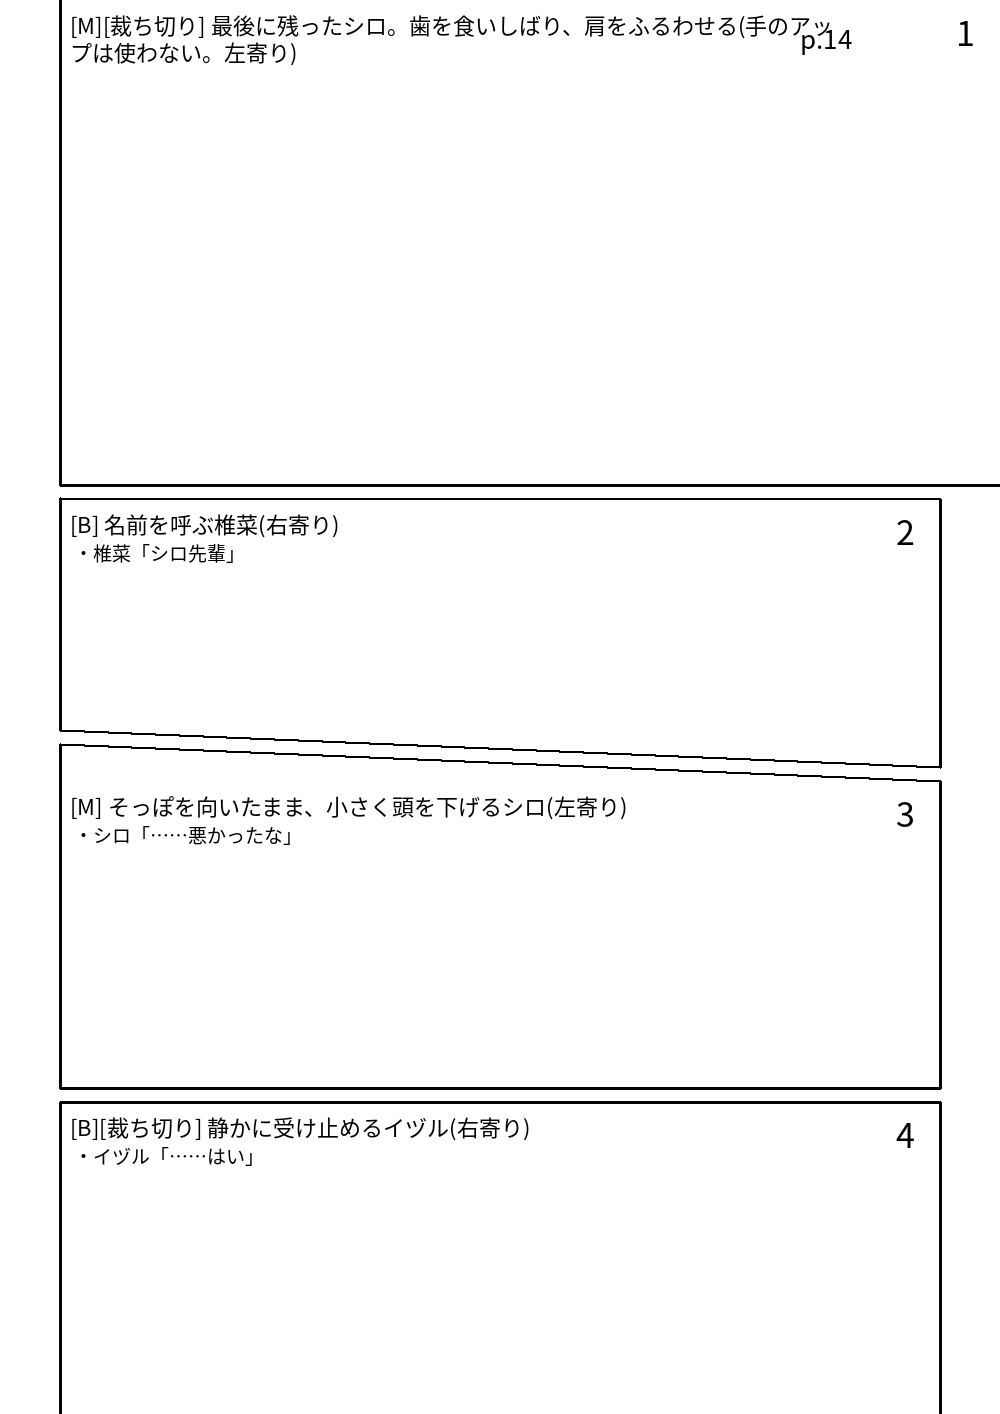 [M][裁ち切り] 最後に残ったシロ。歯を食いしばり、肩をふるわせる(手のアッ
プは使わない。左寄り)
p.14
1
[B] 名前を呼ぶ椎菜(右寄り)
・椎菜「シロ先輩」
2
[M] そっぽを向いたまま、小さく頭を下げるシロ(左寄り)
・シロ「……悪かったな」
3
[B][裁ち切り] 静かに受け止めるイヅル(右寄り)
・イヅル「……はい」
4